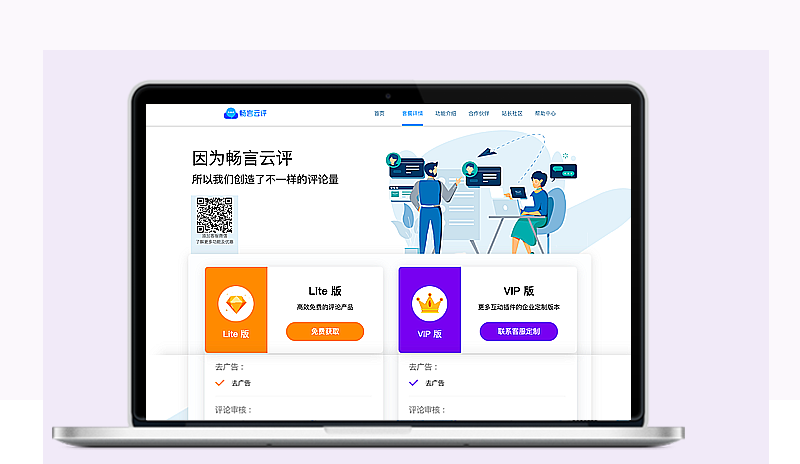 畅言云评
首页 套餐详情 功能介绍 合作伙伴 站长社区 帮助中心
因为畅言云评
所以我们创造了不一样的评论量
添加客服微信
了解更多功能及优惠
Lite 版
高效免费的评论产品
免费获取
Lite 版
VIP 版
更多互动插件的企业定制版本
联系客服定制
VIP 版
去广告：
去广告
去广告：
去广告
评论审核：
评论审核：